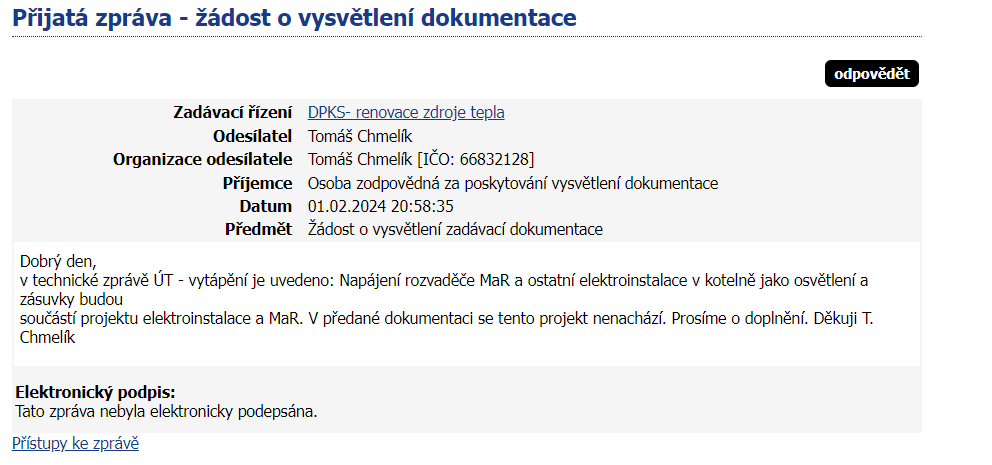 Přijatá zpráva - žádost o vysvětlení dokumentace
odpovědět
Zadávací řízení DPKS- renovace zdroje tepla
Odesílatel Tomáš Chmelík
Organizace odesílatele Tomáš Chmelík [IČO: 66832128]
Příjemce Osoba zodpovědná za poskytování vysvětlení dokumentace
Datum 01.02.2024 20:58:35
Předmět Žádost o vysvětlení zadávací dokumentace
Dobrý den,
v technické zprávě ÚT - vytápění je uvedeno: Napájení rozvaděče MaR a ostatní elektroinstalace v kotelně jako osvětlení a
zásuvky budou
součástí projektu elektroinstalace a MaR. V předané dokumentaci se tento projekt nenachází. Prosíme o doplnění. Děkuji T.
Chmelík
Elektronický podpis:
Tato zpráva nebyla elektronicky podepsána.
Přístupy ke zprávě